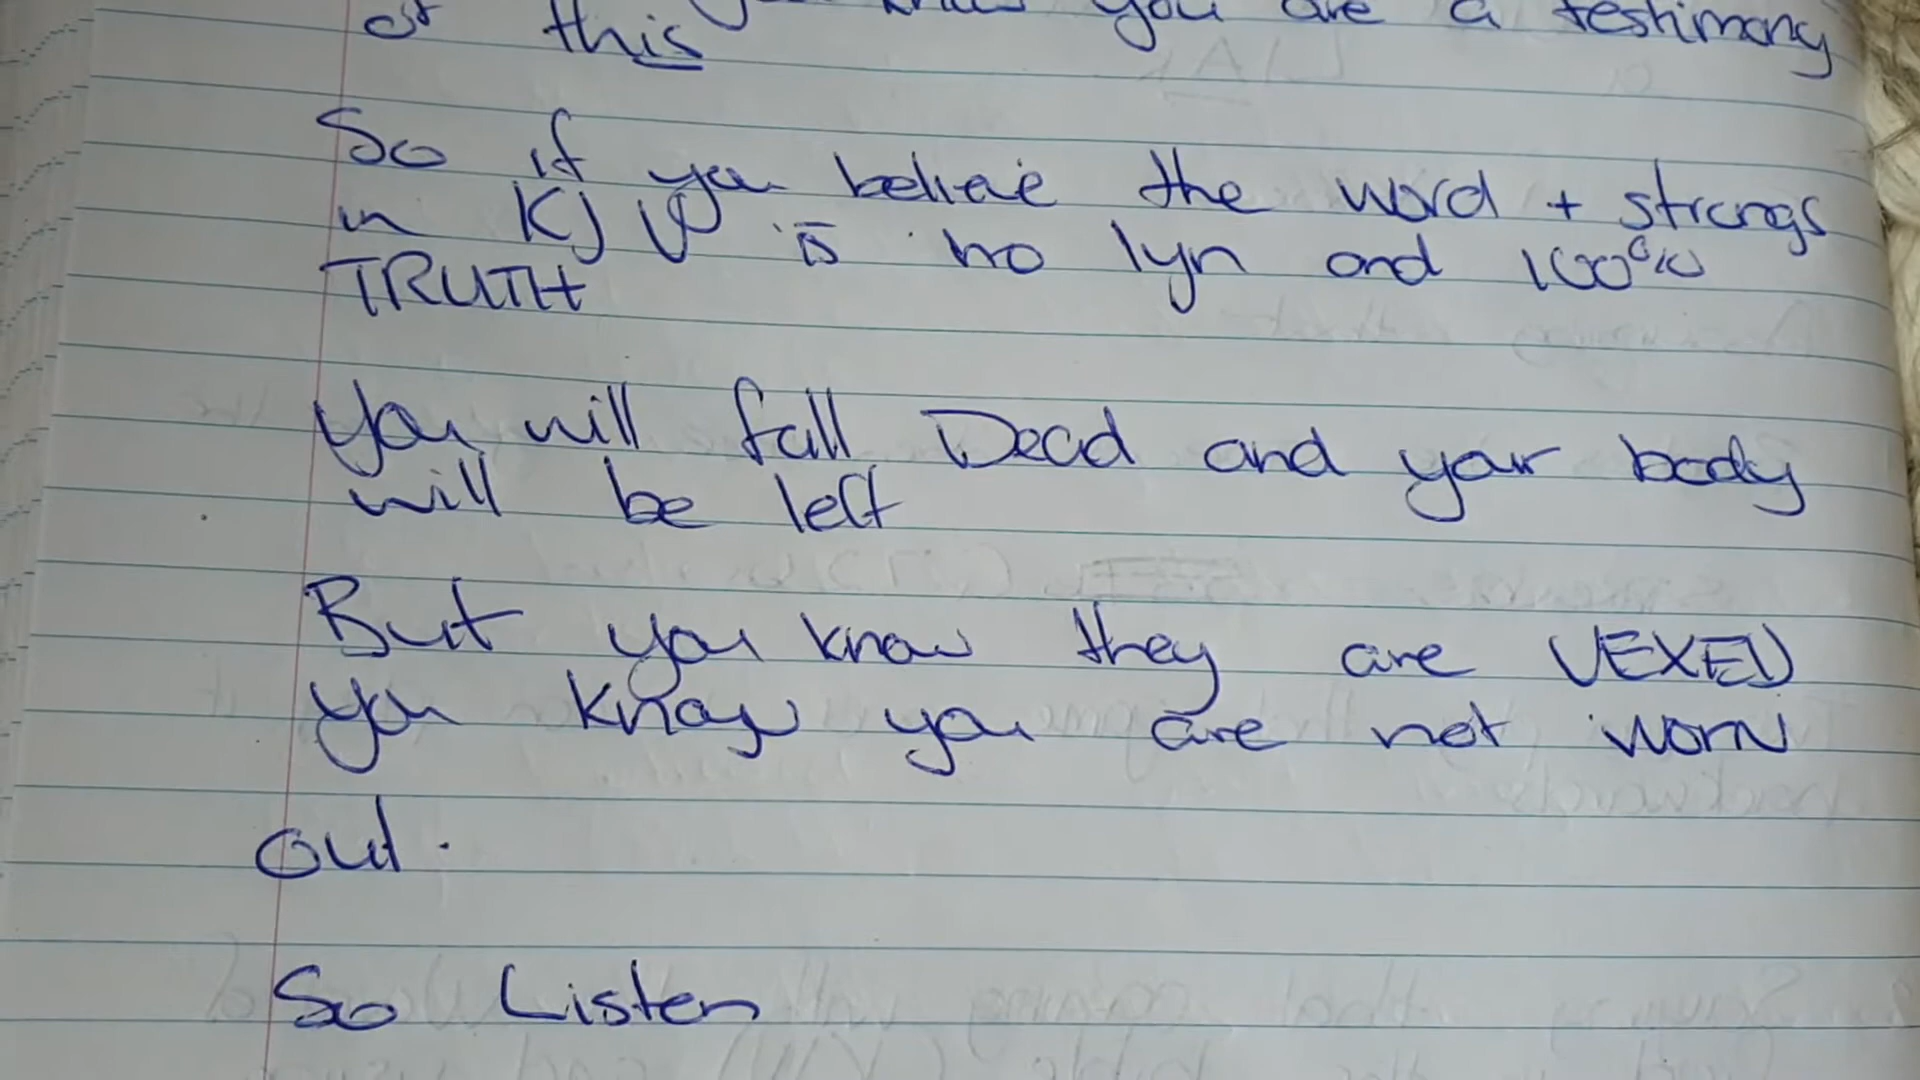 you are a testimony
of this
So if you believe the word + strongs
in KJV is no lyn and 100%
TRUTH
You will fall Dead and your body
will be left
But you know they are VEXED
you know you are not worn
out.
So Listen